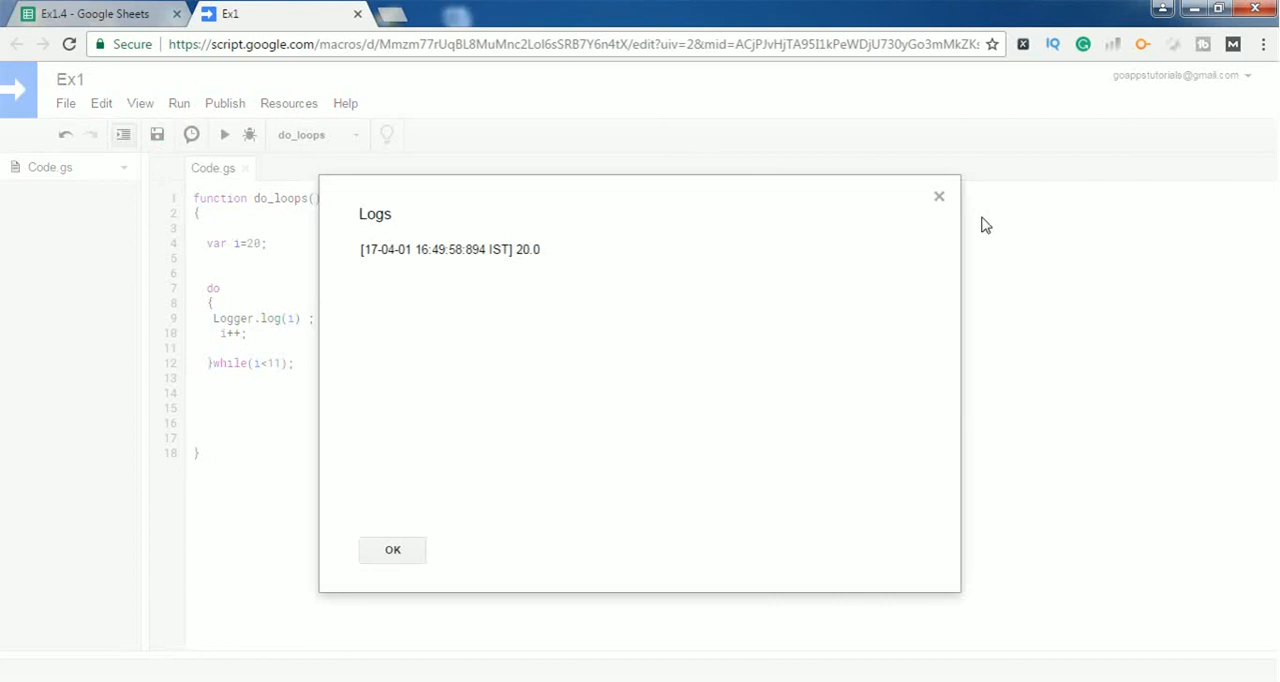 Ex1.4 - Google Sheets
Ex1
Secure
https://script.google.com/macros/d/Mmzm77rUqBL8MuMnc2Lol6sSRB7Y6n4tX/edit?uiv=2&mid=ACjPJvHjTA95I1kPeWDjU730yGo3mMkZKs
IQ
Ex1
goappstutorials@gmail.com
File Edit View Run Publish Resources Help
do_loops
Code.gs
Code.gs
1 function do_loops()
2 {
3
4 var i=20;
5
6
7 do
8 {
9 Logger.log(i) ;
10 i++;
11
12 }while(i<11);
13
14
15
16
17
18 }
Logs
[17-04-01 16:49:58:894 IST] 20.0
OK